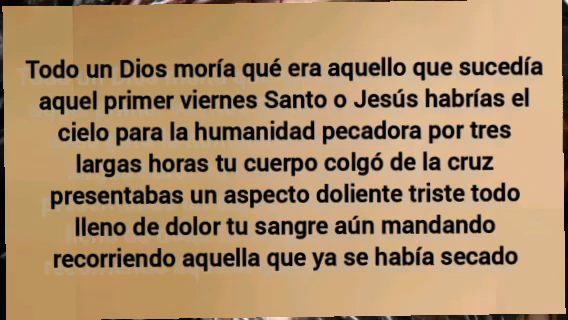 Todo un Dios moría qué era aquello que sucedía
aquel primer viernes Santo o Jesús habrías el
cielo para la humanidad pecadora por tres
largas horas tu cuerpo colgó de la cruz
presentabas un aspecto doliente triste todo
lleno de dolor tu sangre aún mandando
recorriendo aquella que ya se había secado